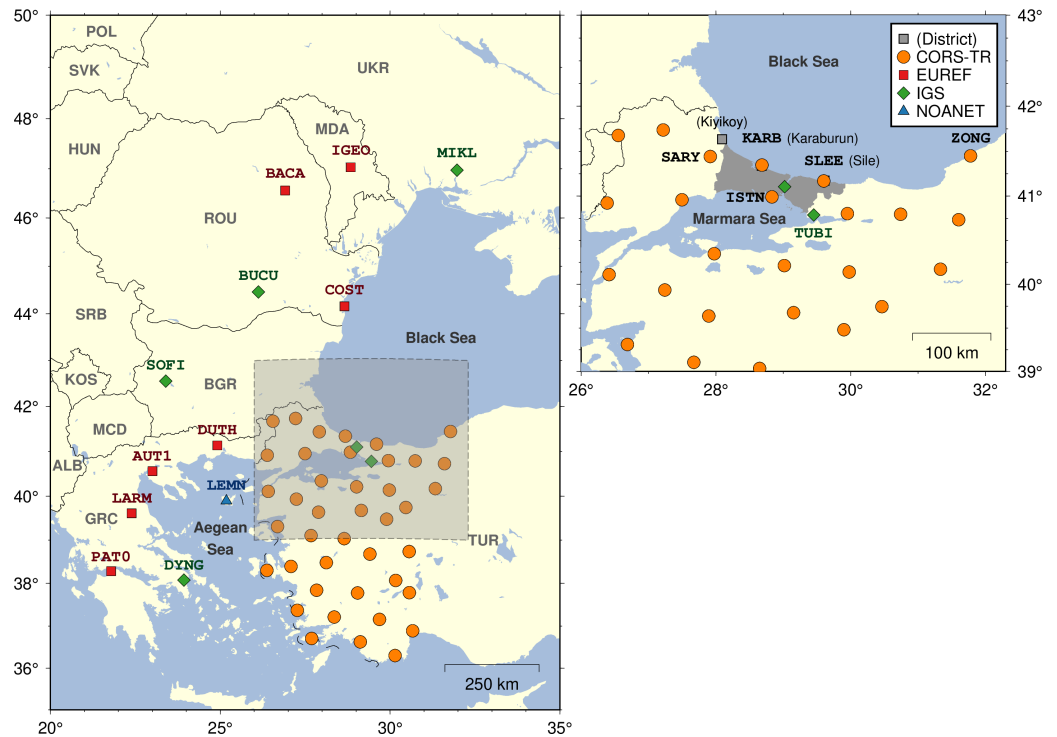 50°
48°
46°
44°
42°
40°
38°
36°
20°
25°
30°
35°
POL
SVK
UKR
HUN
MDA
IGEO
MIKL
BACA
ROU
BUCU
COST
SRB
Black Sea
SOFI
KOS
BGR
MCD
DUTH
ALB
AUT1
LEMN
LARM
GRC
Aegean
Sea
TUR
PAT0
DYNG
250 km
43°
42°
41°
40°
39°
26°
28°
30°
32°
Black Sea
(District)
CORS-TR
EUREF
IGS
NOANET
(Kiyikoy)
KARB (Karaburun)
ZONG
SARY
SLEE (Sile)
ISTN
Marmara Sea
TUBI
100 km